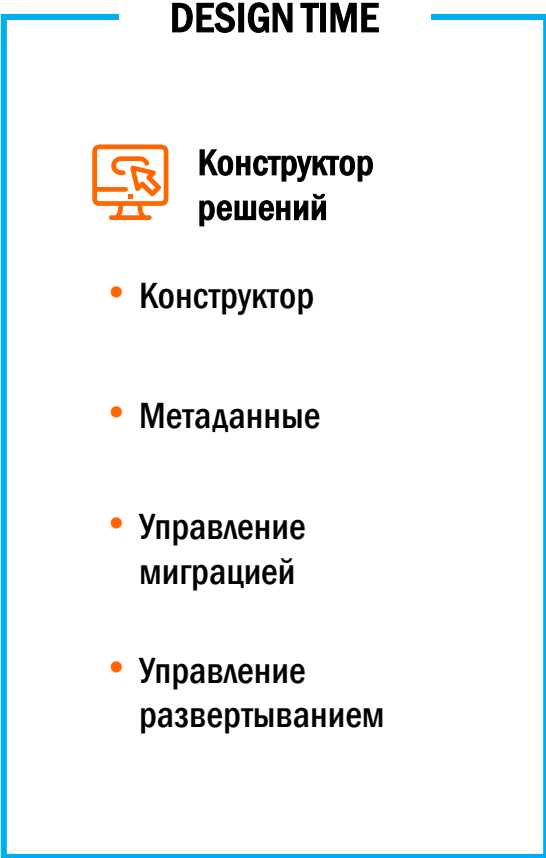 DESIGN TIME
Конструктор
решений
• Конструктор
• Метаданные
• Управление
миграцией
• Управление
развертыванием